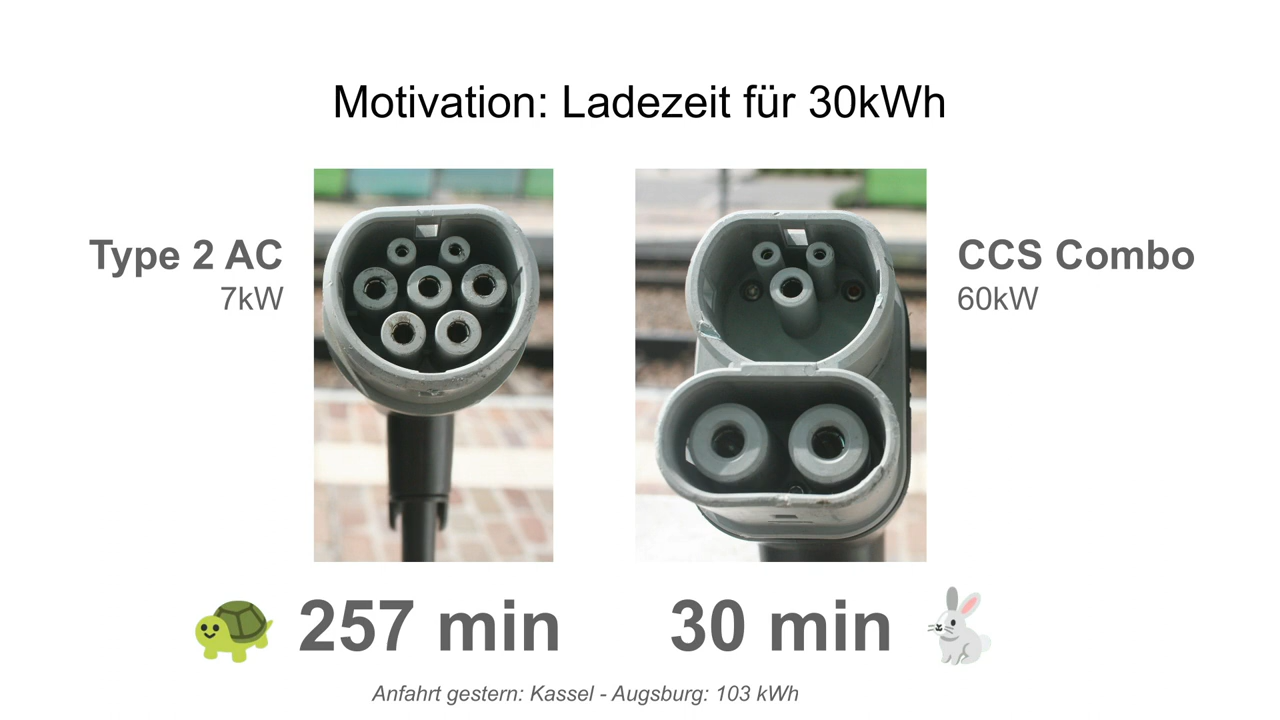 Motivation: Ladezeit für 30kWh
Type 2 AC
7kW
CCS Combo
60kW
257 min
30 min
Anfahrt gestern: Kassel - Augsburg: 103 kWh